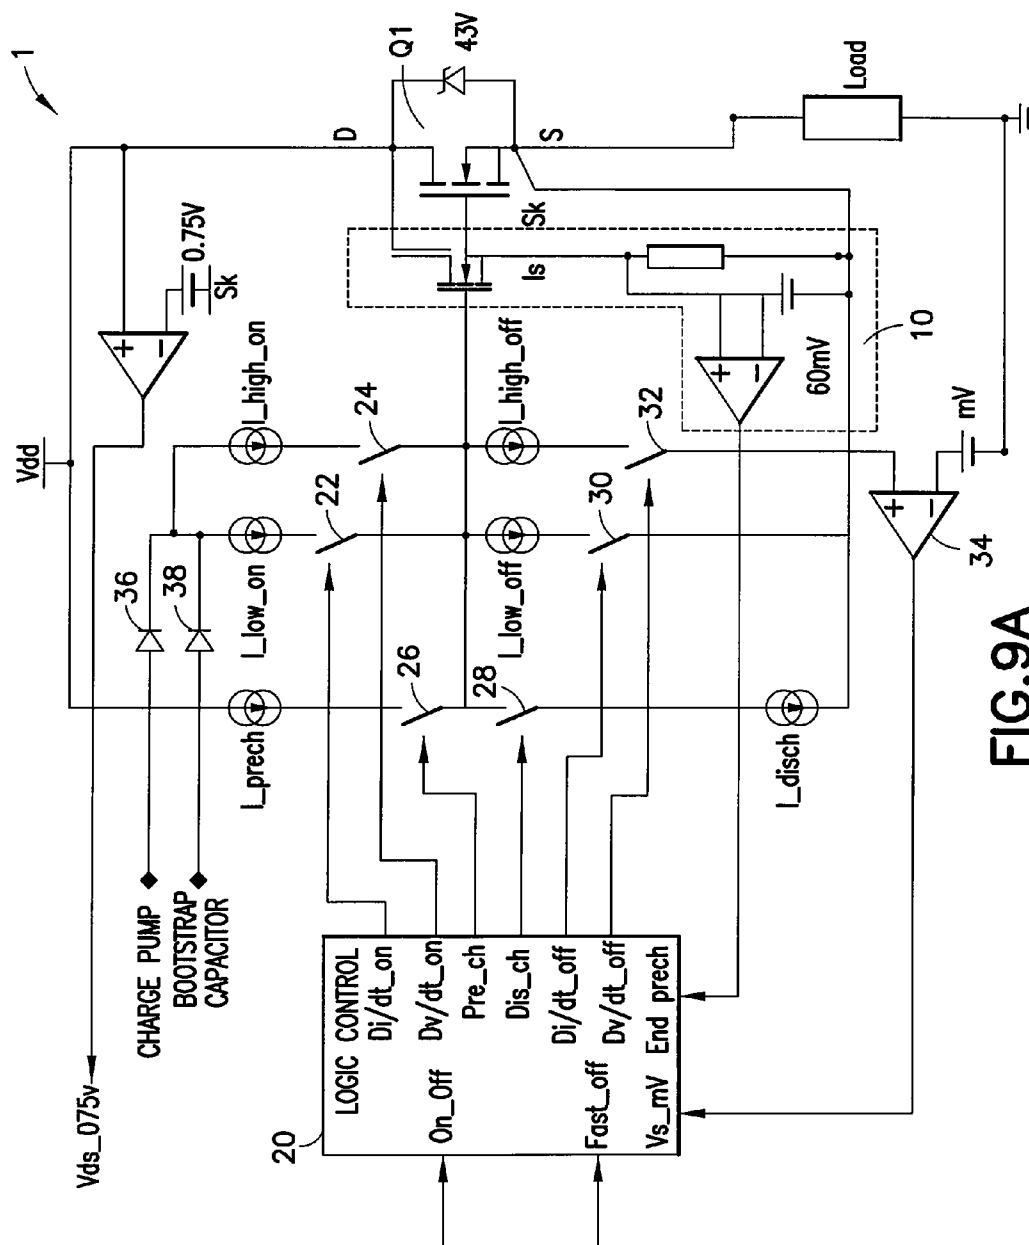 1
Vdd
Vds_075v
0.75V
Sk
D
Q1
43V
S
Sk
Is
Load
CHARGE PUMP
BOOTSTRAP
CAPACITOR
36
38
I_prech
I_low_on
I_high_on
22
24
26
28
I_low_off
I_high_off
30
32
60mV
10
mV
34
I_disch
20
LOGIC CONTROL
On_Off
Fast_off
Di/dt_on
Dv/dt_on
Pre_ch
Dis_ch
Di/dt_off
Dv/dt_off
Vs_mV
End prech
+
−
+
−
+
−
FIG.9A